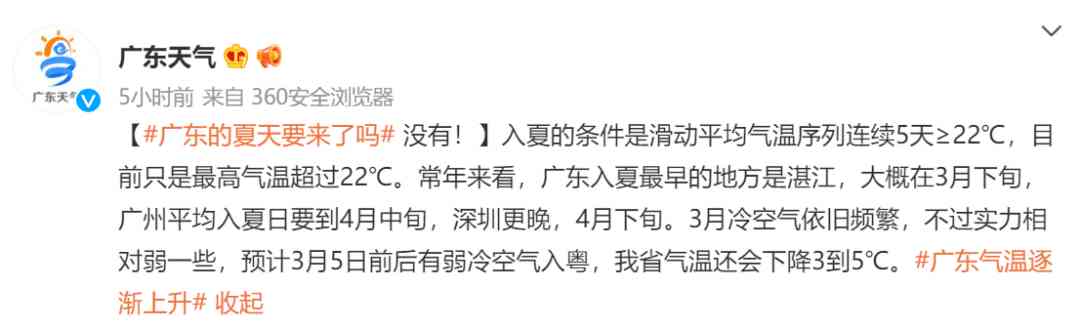 广东天气
广东天气
5小时前 来自 360安全浏览器
【#广东的夏天要来了吗# 没有！】入夏的条件是滑动平均气温序列连续5天≥22℃，目
前只是最高气温超过22℃。常年来看，广东入夏最早的地方是湛江，大概在3月下旬，
广州平均入夏日要到4月中旬，深圳更晚，4月下旬。3月冷空气依旧频繁，不过实力相
对弱一些，预计3月5日前后有弱冷空气入粤，我省气温还会下降3到5℃。#广东气温逐
渐上升# 收起